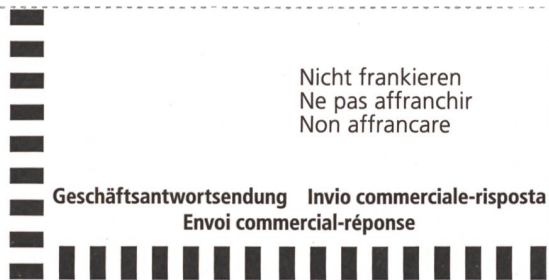 Nicht frankieren
Ne pas affranchir
Non affrancare
Geschäftsantwortsendung Invio commerciale-risposta
Envoi commercial-réponse